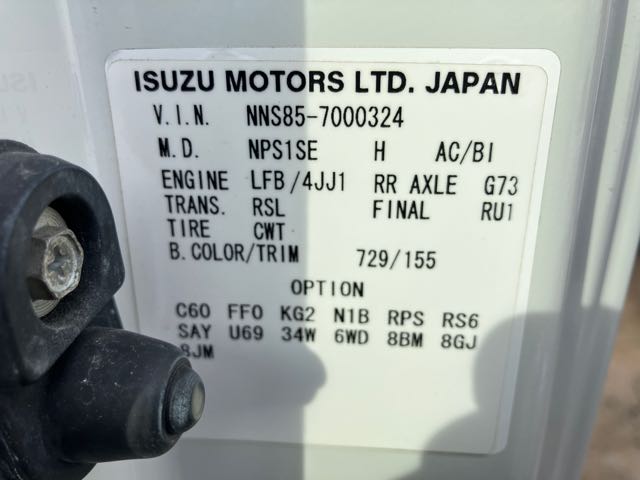 ISUZU MOTORS LTD. JAPAN
V.I.N. NNS85-7000324
M.D. NPS1SE H AC/BI
ENGINE LFB/4JJ1 RR AXLE G73
TRANS. RSL FINAL RU1
TIRE CWT
B.COLOR/TRIM 729/155
OPTION
C60 FF0 KG2 N1B RPS RS6
SAY U69 34W 6WD 8BM 8GJ
8JM